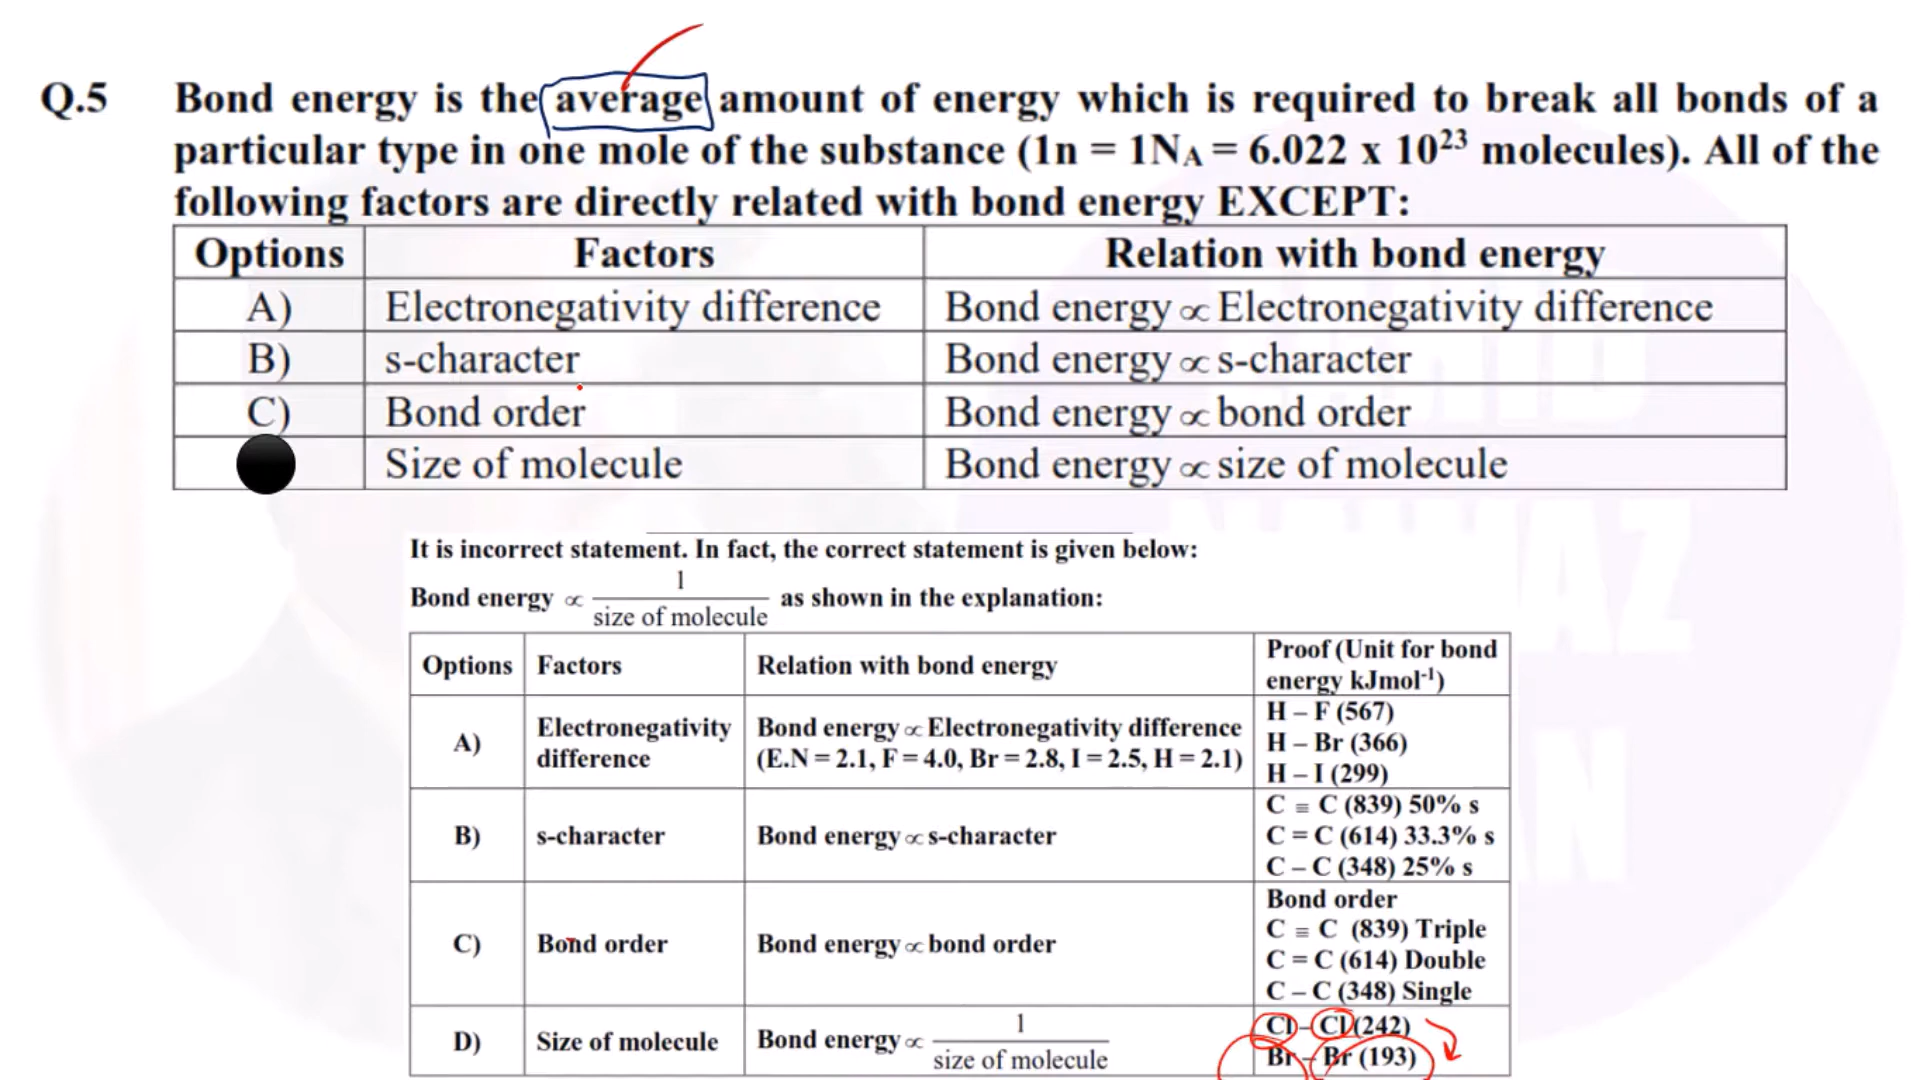 Q.5 Bond energy is the average amount of energy which is required to break all bonds of a
particular type in one mole of the substance (1n = 1N_A = 6.022 x 10²³ molecules). All of the
following factors are directly related with bond energy EXCEPT:
Options Factors Relation with bond energy
A) Electronegativity difference Bond energy ∝ Electronegativity difference
B) s-character Bond energy ∝ s-character
C) Bond order Bond energy ∝ bond order
Size of molecule Bond energy ∝ size of molecule
It is incorrect statement. In fact, the correct statement is given below:
Bond energy ∝ 1/size of molecule as shown in the explanation:
Options Factors Relation with bond energy Proof (Unit for bond energy kJmol⁻¹)
A) Electronegativity difference Bond energy ∝ Electronegativity difference (E.N = 2.1, F = 4.0, Br = 2.8, I = 2.5, H = 2.1) H – F (567)
H – Br (366)
H – I (299)
B) s-character Bond energy ∝ s-character C ≡ C (839) 50% s
C = C (614) 33.3% s
C – C (348) 25% s
C) Bond order Bond energy ∝ bond order Bond order
C ≡ C (839) Triple
C = C (614) Double
C – C (348) Single
D) Size of molecule Bond energy ∝ 1/size of molecule Cl – Cl (242)
Br – Br (193)